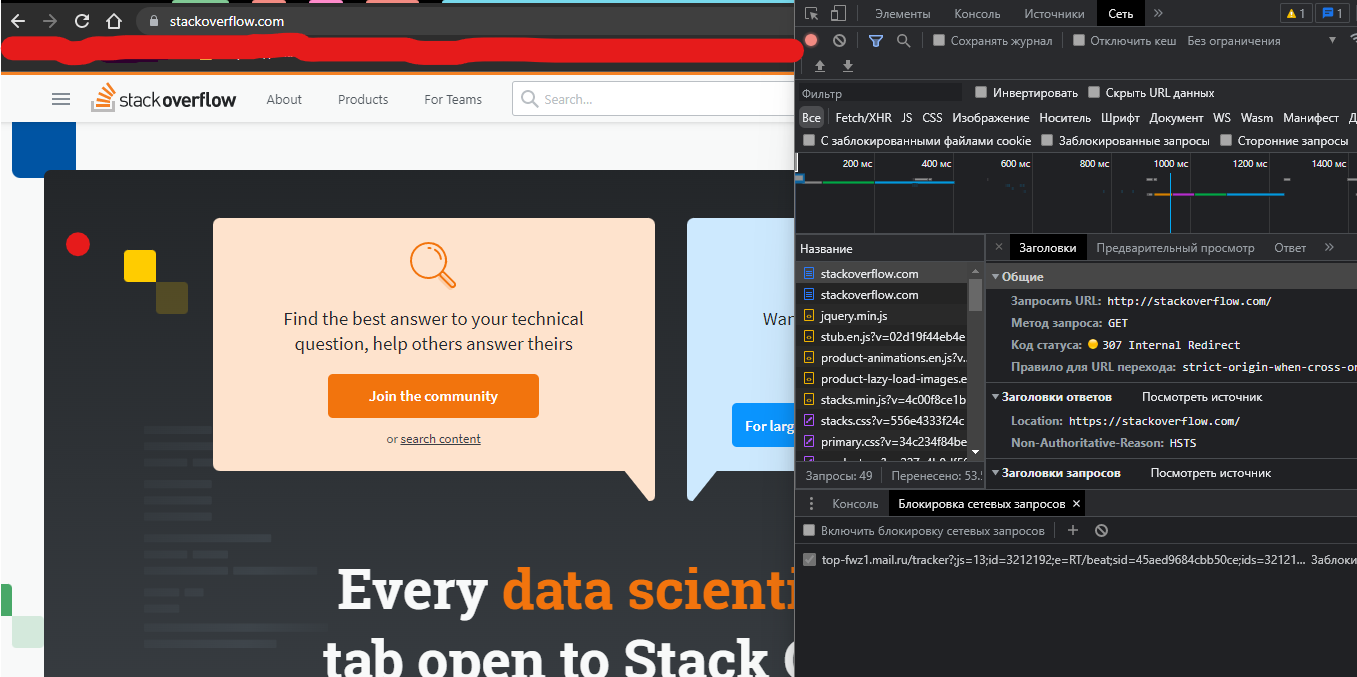 stackoverflow.com
stackoverflow
About
Products
For Teams
Search...
Find the best answer to your technical
question, help others answer theirs
Join the community
or search content
For larg
Every data scienti
tab open to Stack
Элементы
Консоль
Источники
Сеть
1
1
Сохранять журнал
Отключить кеш
Без ограничения
Фильтр
Инвертировать
Скрыть URL данных
Все
Fetch/XHR
JS
CSS
Изображение
Носитель
Шрифт
Документ
WS
Wasm
Манифест
С заблокированными файлами cookie
Заблокированные запросы
Сторонние запросы
200 мс
400 мс
600 мс
800 мс
1000 мс
1200 мс
1400 мс
Название
stackoverflow.com
stackoverflow.com
jquery.min.js
stub.en.js?v=02d19f44eb4e
product-animations.en.js?v...
product-lazy-load-images.e
stacks.min.js?v=4c00f8ce1b
stacks.css?v=556e4333f24c
primary.css?v=34c234f84be
Запросы: 49
Перенесено: 53.
Заголовки
Предварительный просмотр
Ответ
Общие
Запросить URL: http://stackoverflow.com/
Метод запроса: GET
Код статуса: 307 Internal Redirect
Правило для URL перехода: strict-origin-when-cross-or
Заголовки ответов
Посмотреть источник
Location: https://stackoverflow.com/
Non-Authoritative-Reason: HSTS
Заголовки запросов
Посмотреть источник
Консоль
Блокировка сетевых запросов
Включить блокировку сетевых запросов
top-fwz1.mail.ru/tracker?js=13;id=3212192;e=RT/beat;sid=45aed9684cbb50ce;ids=32121...
Заблоки